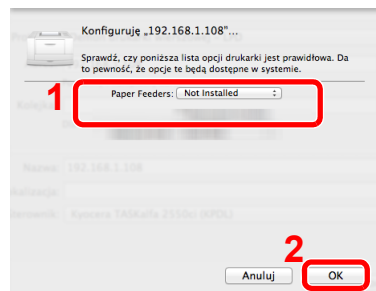 Konfiguruję „192.168.1.108"...
Sprawdź, czy poniższa lista opcji drukarki jest prawidłowa. Da
to pewność, że opcje te będą dostępne w systemie.
1
Paper Feeders: Not Installed
Nazwa: 192.168.1.108
Kyocera TASKalfa 2550ci (KPDL)
2
Anuluj
OK